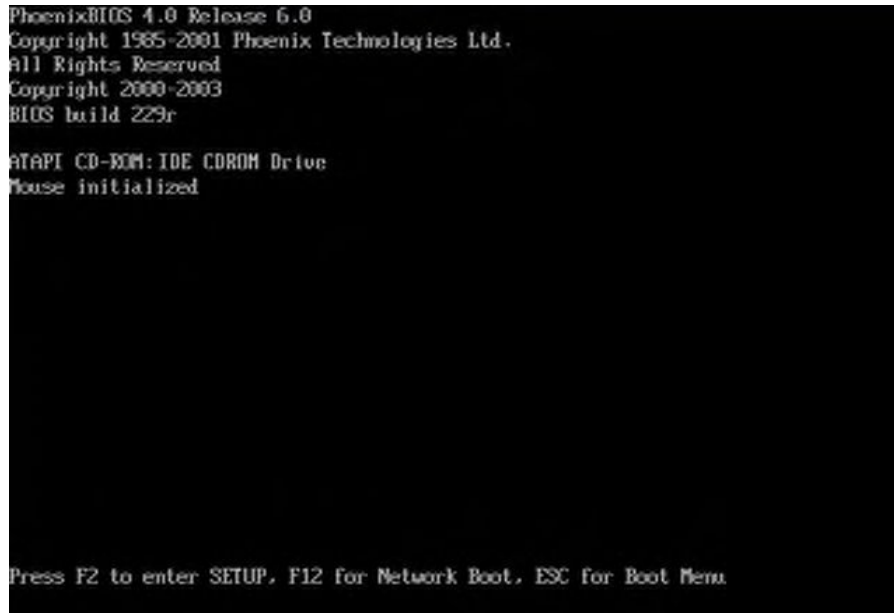 PhoenixBIOS 4.0 Release 6.0
Copyright 1985-2001 Phoenix Technologies Ltd.
All Rights Reserved
Copyright 2000-2003
BIOS build 229r
ATAPI CD-ROM: IDE CDROM Drive
Mouse initialized
Press F2 to enter SETUP, F12 for Network Boot, ESC for Boot Menu